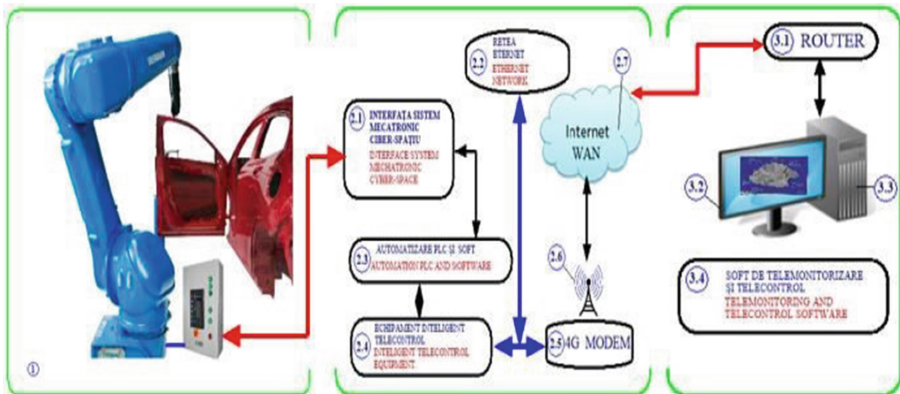 ①
2.1 INTERFAȚA SISTEM
MECATRONIC
CIBER-SPAȚIU
INTERFACE SYSTEM
MECHATRONIC
CYBER-SPACE
2.2 RETEA
ETERNET
ETHERNET
NETWORK
2.3 AUTOMATIZARE PLC ȘI SOFT
AUTOMATION PLC AND SOFTWARE
2.4 ECHIPAMENT INTELIGENT
TELECONTROL
INTELIGENT TELECONTROL
EQUIPMENT
2.5 4G MODEM
2.6
2.7
Internet
WAN
3.1 ROUTER
3.2
3.3
3.4 SOFT DE TELEMONITORIZARE
ȘI TELECONTROL
TELEMONITORING AND
TELECONTROL SOFTWARE